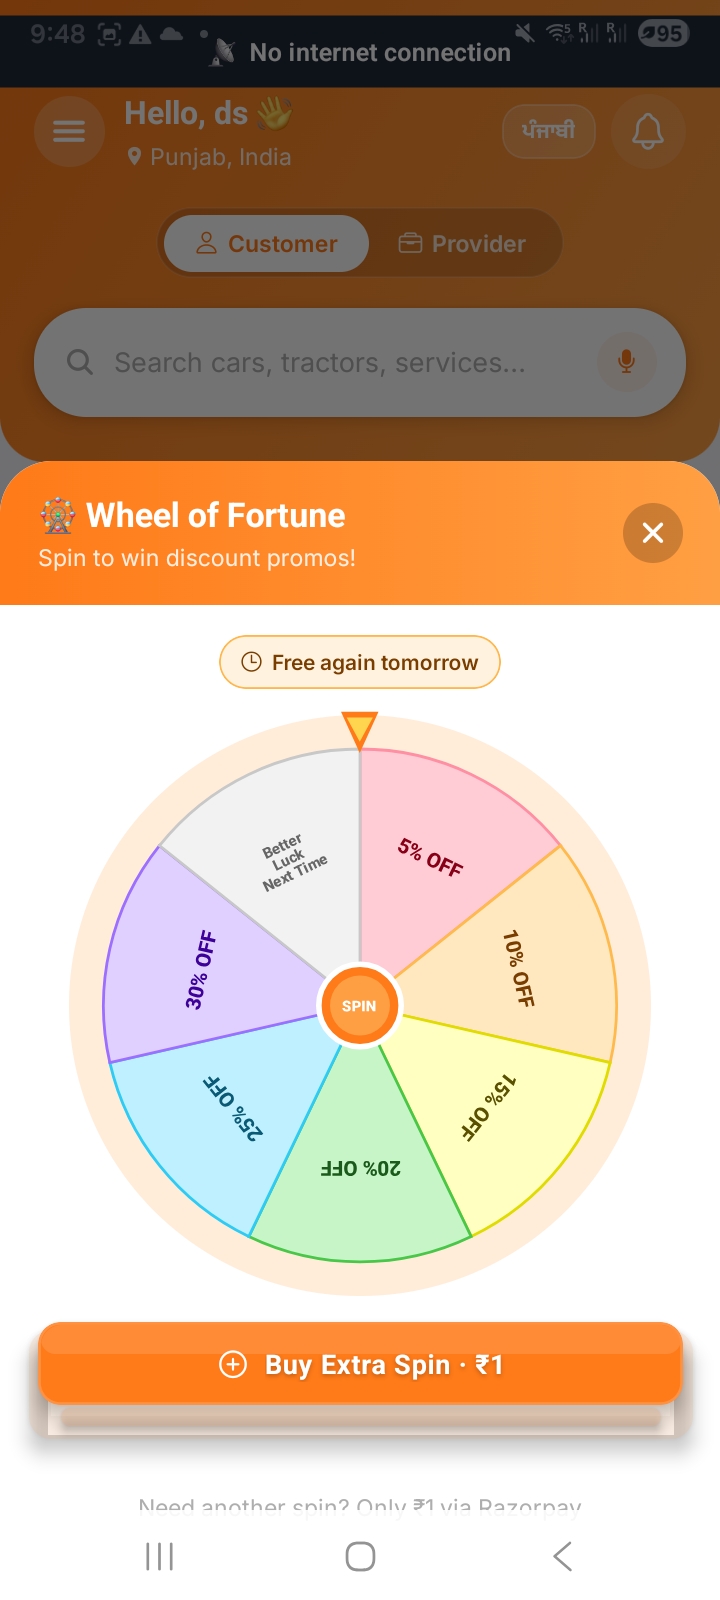 9:48
5 R R 95
No internet connection
Hello, ds
ਪੰਜਾਬੀ
Punjab, India
Customer
Provider
Search cars, tractors, services...
Wheel of Fortune
Spin to win discount promos!
Free again tomorrow
Better
Luck
Next Time
5% OFF
30% OFF
10% OFF
SPIN
25% OFF
15% OFF
20% OFF
Buy Extra Spin · ₹1
Need another spin? Only ₹1 via Razorpay